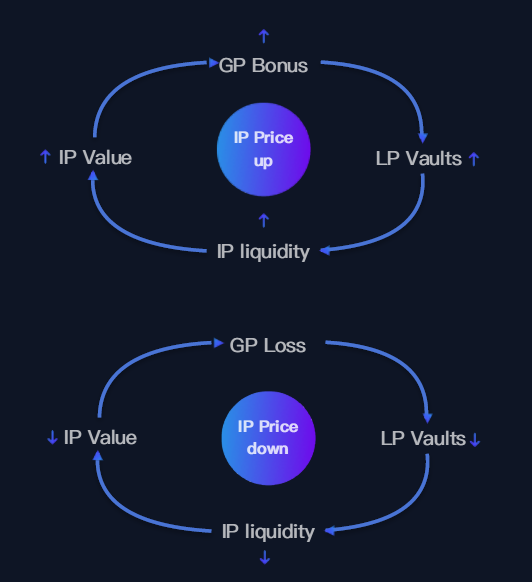 ↑
GP Bonus
IP Price
up
↑ IP Value
LP Vaults ↑
↑
IP liquidity
GP Loss
IP Price
down
↓ IP Value
LP Vaults ↓
IP liquidity
↓